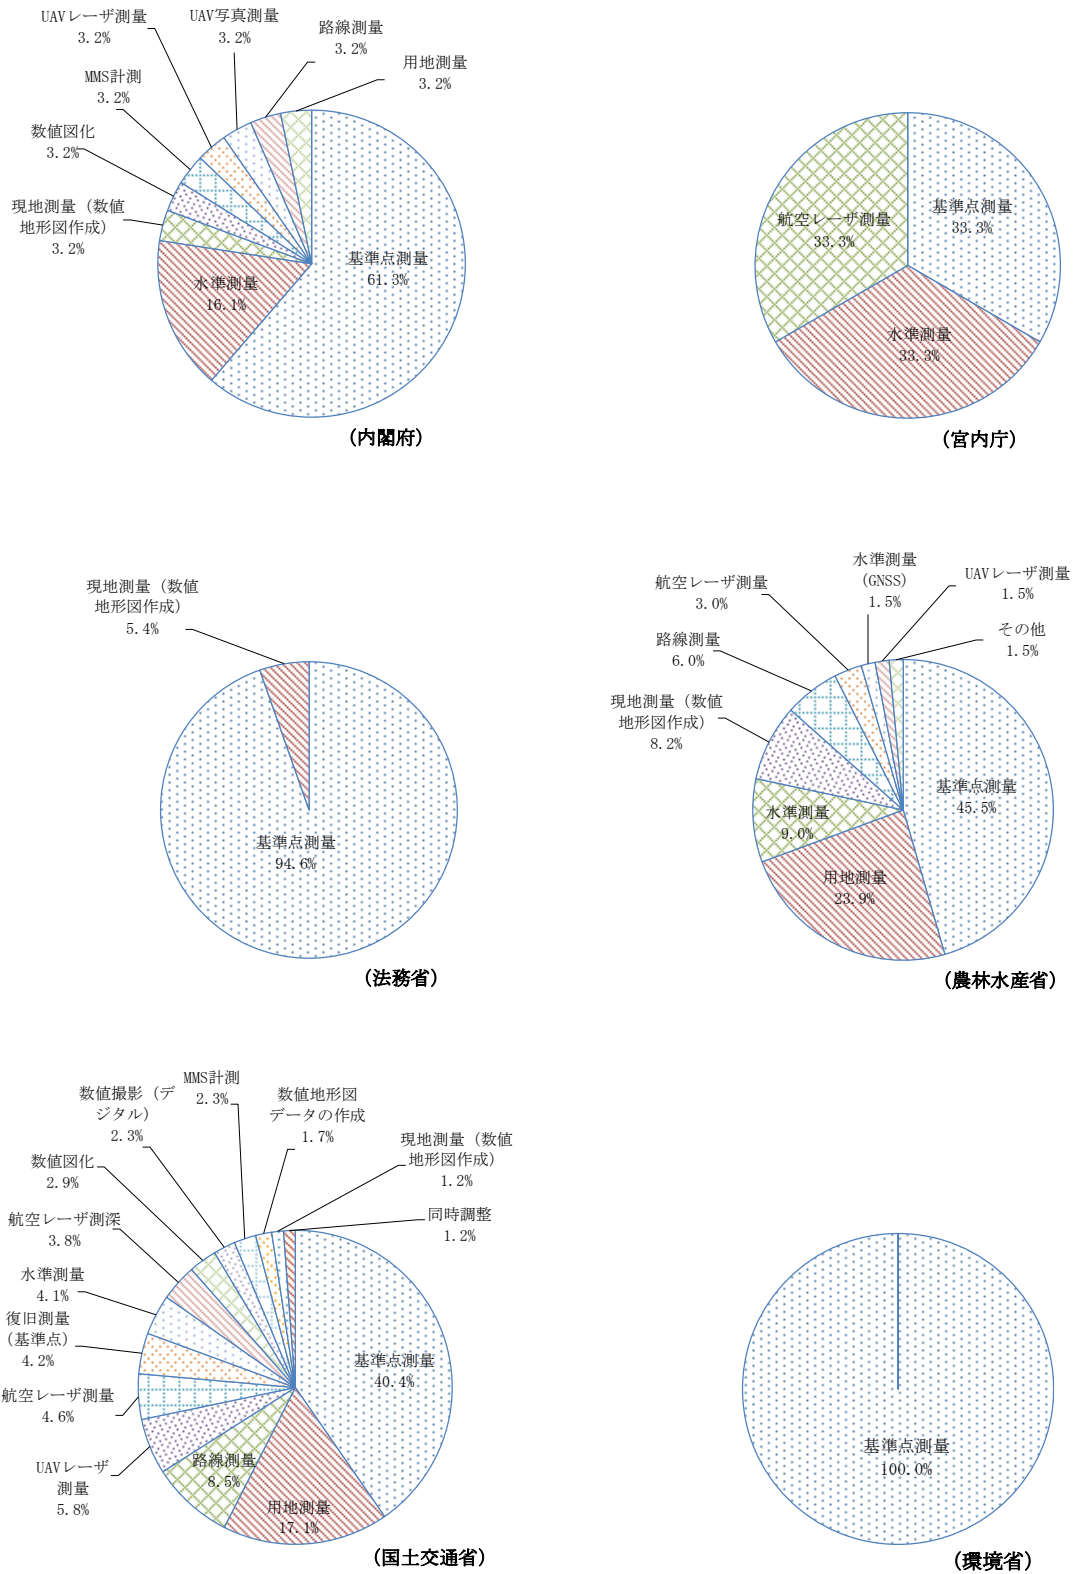 UAVレーザ測量
3.2%
UAV写真測量
3.2%
路線測量
3.2%
用地測量
3.2%
MMS計測
3.2%
数値図化
3.2%
現地測量（数値
地形図作成）
3.2%
水準測量
16.1%
基準点測量
61.3%
（内閣府）
航空レーザ測量
33.3%
基準点測量
33.3%
水準測量
33.3%
（宮内庁）
現地測量（数値
地形図作成）
5.4%
基準点測量
94.6%
（法務省）
水準測量
（GNSS）
1.5%
UAVレーザ測量
1.5%
航空レーザ測量
3.0%
その他
1.5%
路線測量
6.0%
現地測量（数値
地形図作成）
8.2%
水準測量
9.0%
基準点測量
45.5%
用地測量
23.9%
（農林水産省）
MMS計測
2.3%
数値撮影（デ
ジタル）
2.3%
数値地形図
データの作成
1.7%
現地測量（数値
地形図作成）
1.2%
同時調整
1.2%
数値図化
2.9%
航空レーザ測深
3.8%
水準測量
4.1%
復旧測量
（基準点）
4.2%
航空レーザ測量
4.6%
UAVレーザ
測量
5.8%
路線測量
8.5%
用地測量
17.1%
基準点測量
40.4%
（国土交通省）
基準点測量
100.0%
（環境省）